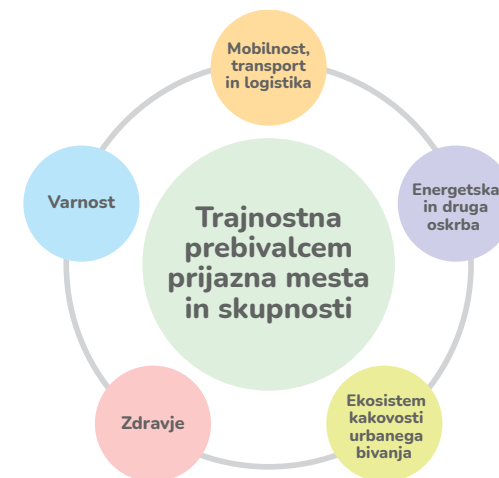 Mobilnost,
transport
in logistika
Energetska
in druga
oskrba
Varnost
Trajnostna
prebivalcem
prijazna mesta
in skupnosti
Ekosistem
kakovosti
urbanega
bivanja
Zdravje